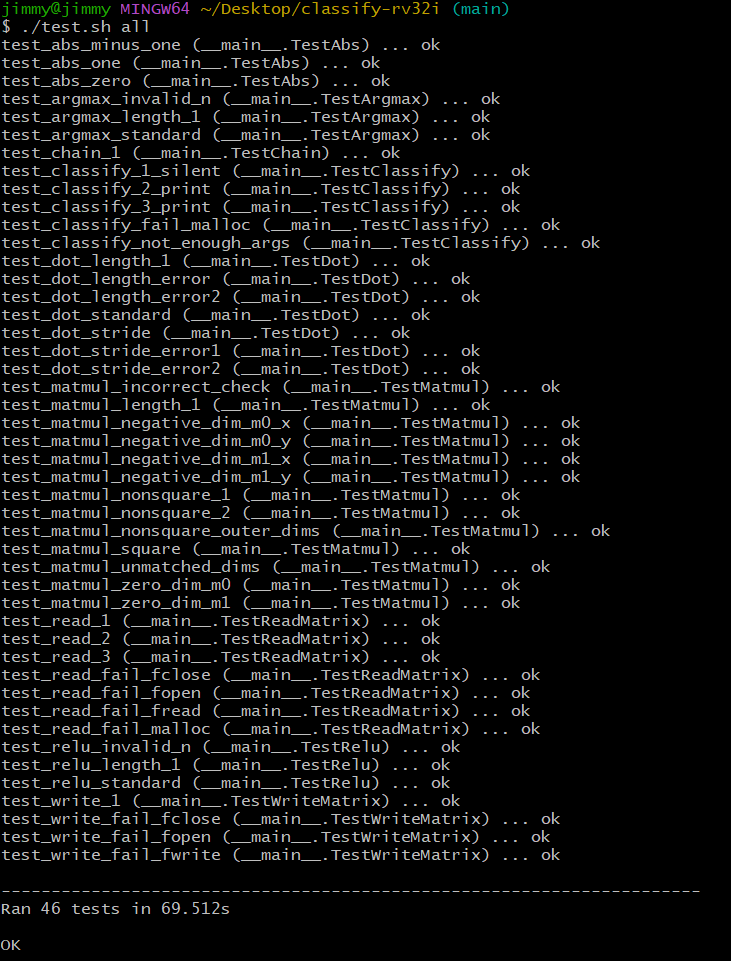 jimmy@jimmy MINGW64 ~/Desktop/classify-rv32i (main)
$ ./test.sh all
test_abs_minus_one (__main__.TestAbs) ... ok
test_abs_one (__main__.TestAbs) ... ok
test_abs_zero (__main__.TestAbs) ... ok
test_argmax_invalid_n (__main__.TestArgmax) ... ok
test_argmax_length_1 (__main__.TestArgmax) ... ok
test_argmax_standard (__main__.TestArgmax) ... ok
test_chain_1 (__main__.TestChain) ... ok
test_classify_1_silent (__main__.TestClassify) ... ok
test_classify_2_print (__main__.TestClassify) ... ok
test_classify_3_print (__main__.TestClassify) ... ok
test_classify_fail_malloc (__main__.TestClassify) ... ok
test_classify_not_enough_args (__main__.TestClassify) ... ok
test_dot_length_1 (__main__.TestDot) ... ok
test_dot_length_error (__main__.TestDot) ... ok
test_dot_length_error2 (__main__.TestDot) ... ok
test_dot_standard (__main__.TestDot) ... ok
test_dot_stride (__main__.TestDot) ... ok
test_dot_stride_error1 (__main__.TestDot) ... ok
test_dot_stride_error2 (__main__.TestDot) ... ok
test_matmul_incorrect_check (__main__.TestMatmul) ... ok
test_matmul_length_1 (__main__.TestMatmul) ... ok
test_matmul_negative_dim_m0_x (__main__.TestMatmul) ... ok
test_matmul_negative_dim_m0_y (__main__.TestMatmul) ... ok
test_matmul_negative_dim_m1_x (__main__.TestMatmul) ... ok
test_matmul_negative_dim_m1_y (__main__.TestMatmul) ... ok
test_matmul_nonsquare_1 (__main__.TestMatmul) ... ok
test_matmul_nonsquare_2 (__main__.TestMatmul) ... ok
test_matmul_nonsquare_outer_dims (__main__.TestMatmul) ... ok
test_matmul_square (__main__.TestMatmul) ... ok
test_matmul_unmatched_dims (__main__.TestMatmul) ... ok
test_matmul_zero_dim_m0 (__main__.TestMatmul) ... ok
test_matmul_zero_dim_m1 (__main__.TestMatmul) ... ok
test_read_1 (__main__.TestReadMatrix) ... ok
test_read_2 (__main__.TestReadMatrix) ... ok
test_read_3 (__main__.TestReadMatrix) ... ok
test_read_fail_fclose (__main__.TestReadMatrix) ... ok
test_read_fail_fopen (__main__.TestReadMatrix) ... ok
test_read_fail_fread (__main__.TestReadMatrix) ... ok
test_read_fail_malloc (__main__.TestReadMatrix) ... ok
test_relu_invalid_n (__main__.TestRelu) ... ok
test_relu_length_1 (__main__.TestRelu) ... ok
test_relu_standard (__main__.TestRelu) ... ok
test_write_1 (__main__.TestWriteMatrix) ... ok
test_write_fail_fclose (__main__.TestWriteMatrix) ... ok
test_write_fail_fopen (__main__.TestWriteMatrix) ... ok
test_write_fail_fwrite (__main__.TestWriteMatrix) ... ok
----------------------------------------------------------------------
Ran 46 tests in 69.512s
OK